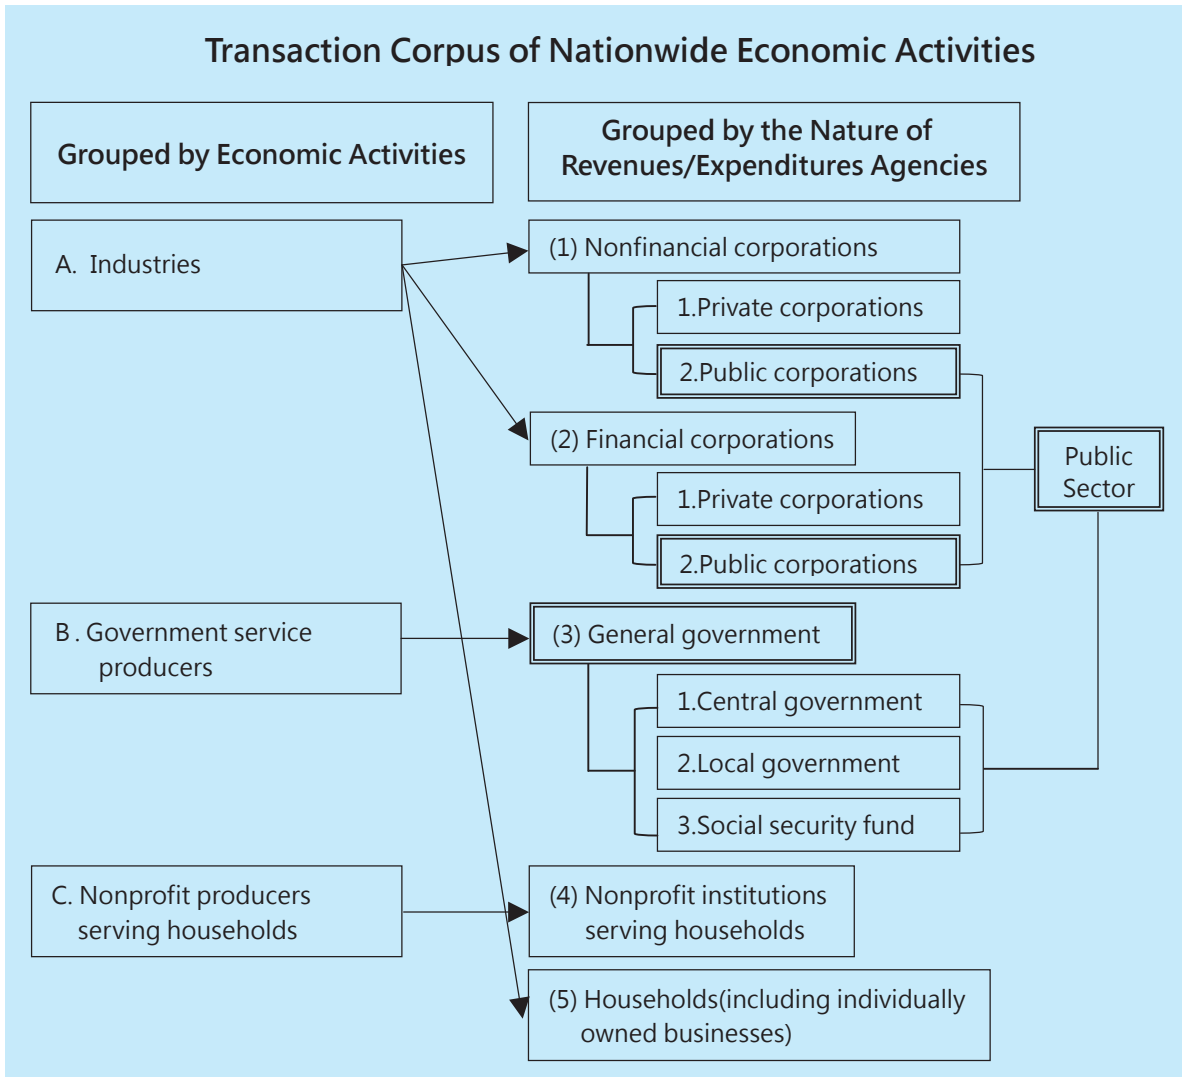 Transaction Corpus of Nationwide Economic Activities
Grouped by Economic Activities
Grouped by the Nature of
Revenues/Expenditures Agencies
A. Industries
(1) Nonfinancial corporations
1.Private corporations
2.Public corporations
(2) Financial corporations
1.Private corporations
2.Public corporations
Public
Sector
B . Government service
producers
(3) General government
1.Central government
2.Local government
3.Social security fund
C. Nonprofit producers
serving households
(4) Nonprofit institutions
serving households
(5) Households(including individually
owned businesses)